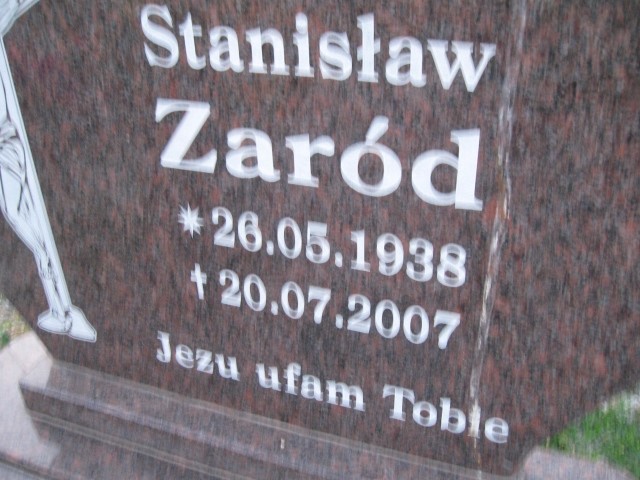 Stanisław
Zaród
* 26.05.1938
† 20.07.2007
Jezu ufam Tobie